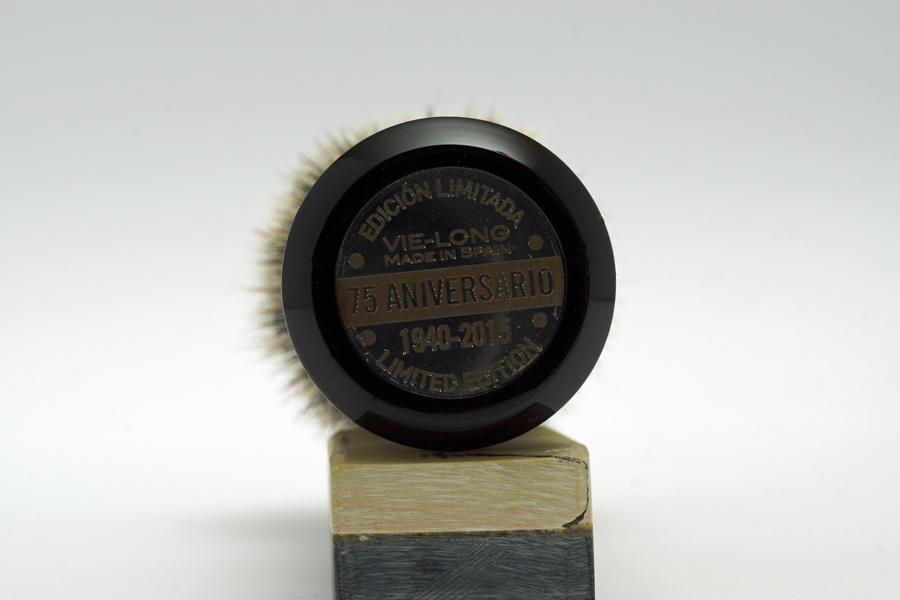 EDICIÓN LIMITADA
VIE-LONG
MADE IN SPAIN
75 ANIVERSARIO
1940-2015
LIMITED EDITION